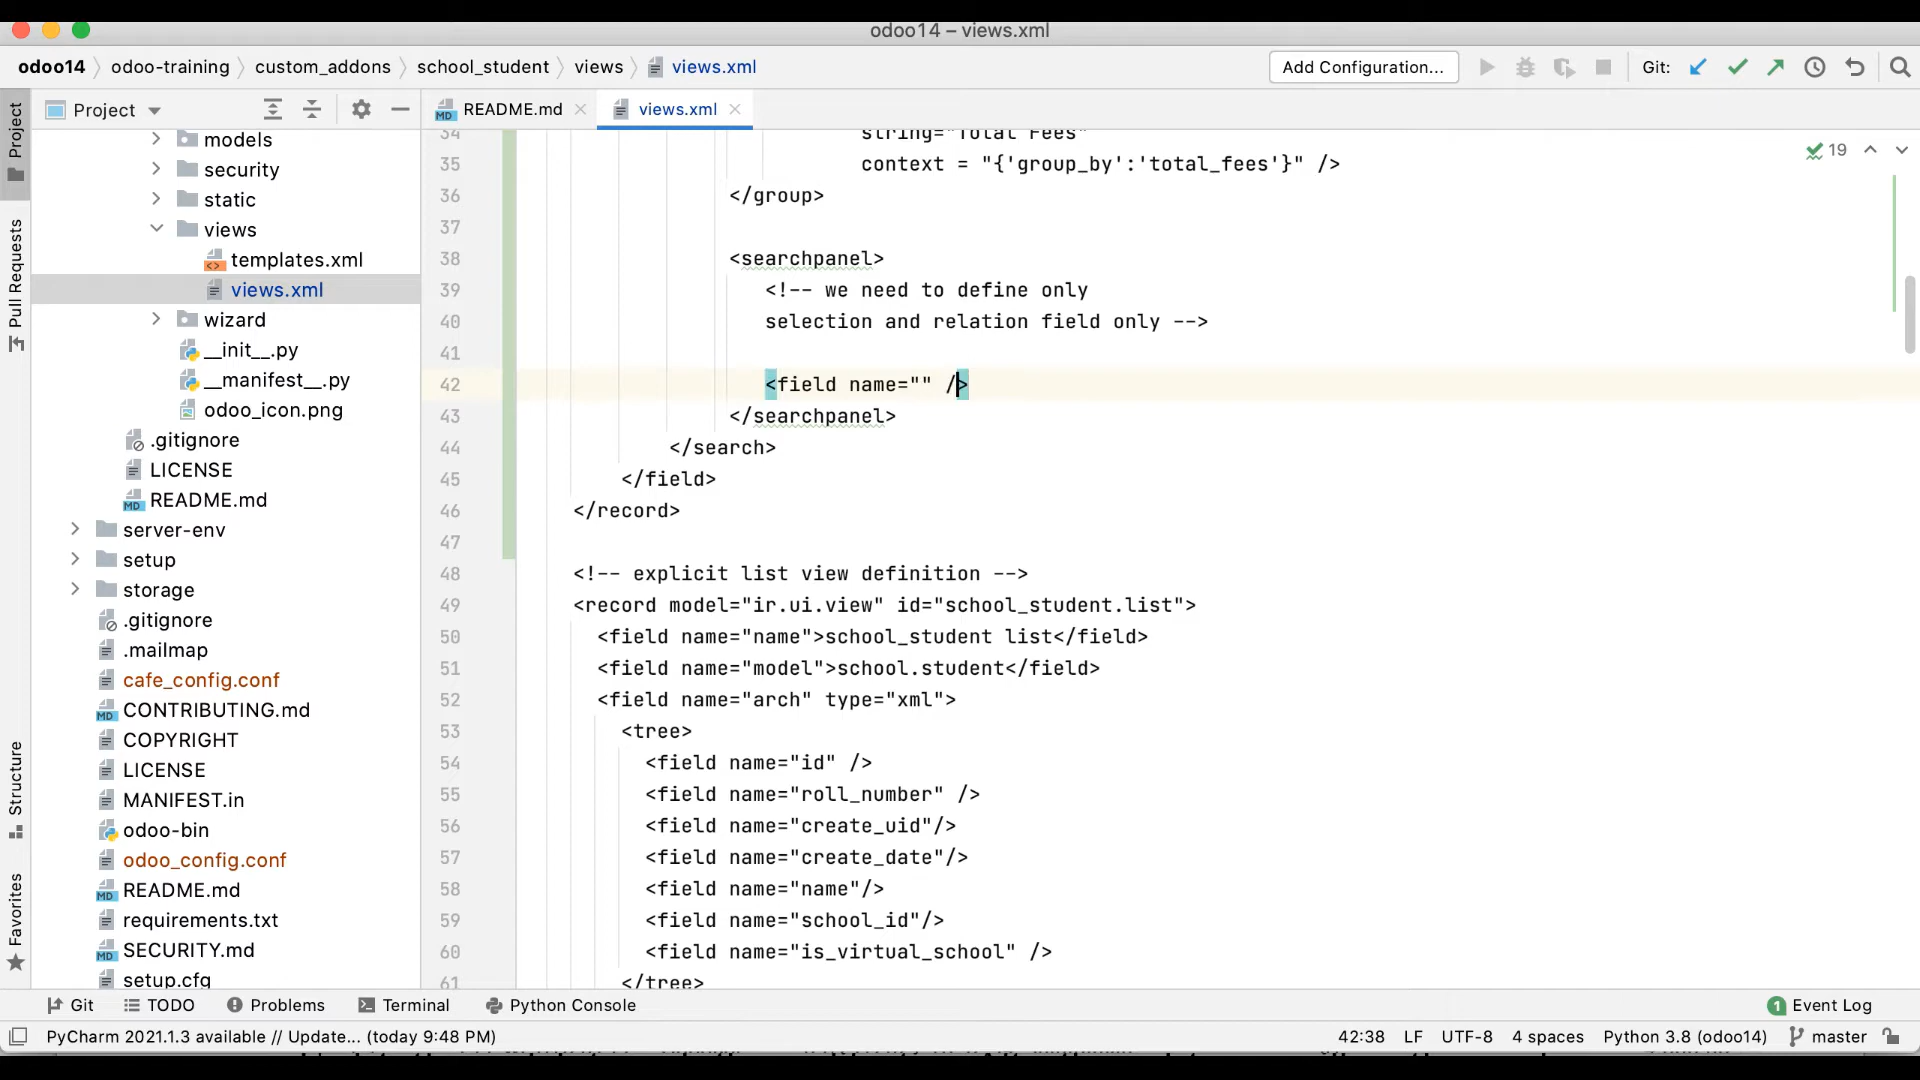 odoo14 – views.xml
odoo14 odoo-training custom_addons school_student views views.xml Add Configuration... Git:
Project README.md views.xml
Project
Pull Requests
Structure
Favorites
models
security
static
views
templates.xml
views.xml
wizard
__init__.py
__manifest__.py
odoo_icon.png
.gitignore
LICENSE
README.md
server-env
setup
storage
.gitignore
.mailmap
cafe_config.conf
CONTRIBUTING.md
COPYRIGHT
LICENSE
MANIFEST.in
odoo-bin
odoo_config.conf
README.md
requirements.txt
SECURITY.md
setup.cfg
19
34 string="Total Fees"
35 context = "{'group_by':'total_fees'}" />
36 </group>
37
38 <searchpanel>
39 <!-- we need to define only
40 selection and relation field only -->
41
42 <field name="" />
43 </searchpanel>
44 </search>
45 </field>
46 </record>
47
48 <!-- explicit list view definition -->
49 <record model="ir.ui.view" id="school_student.list">
50 <field name="name">school_student list</field>
51 <field name="model">school.student</field>
52 <field name="arch" type="xml">
53 <tree>
54 <field name="id" />
55 <field name="roll_number" />
56 <field name="create_uid"/>
57 <field name="create_date"/>
58 <field name="name"/>
59 <field name="school_id"/>
60 <field name="is_virtual_school" />
61 </tree>
Git TODO Problems Terminal Python Console 1 Event Log
PyCharm 2021.1.3 available // Update... (today 9:48 PM) 42:38 LF UTF-8 4 spaces Python 3.8 (odoo14) master